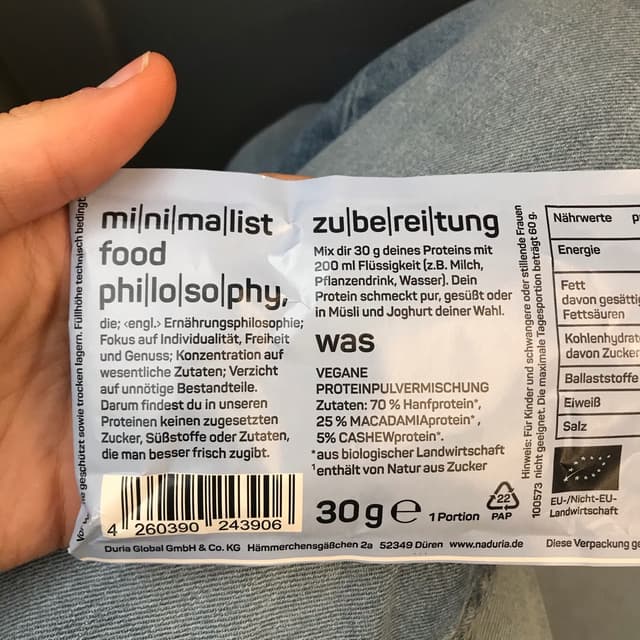 mi|ni|ma|list
food
phi|lo|so|phy,
die; <engl.> Ernährungsphilosophie;
Fokus auf Individualität, Freiheit
und Genuss; Konzentration auf
wesentliche Zutaten; Verzicht
auf unnötige Bestandteile.
Darum findest du in unseren
Proteinen keinen zugesetzten
Zucker, Süßstoffe oder Zutaten,
die man besser frisch zugibt.
4 260390 243906
zu|be|rei|tung
Mix dir 30 g deines Proteins mit
200 ml Flüssigkeit (z.B. Milch,
Pflanzendrink, Wasser). Dein
Protein schmeckt pur, gesüßt oder
in Müsli und Joghurt deiner Wahl.
was
VEGANE
PROTEINPULVERMISCHUNG
Zutaten: 70 % Hanfprotein*,
25 % MACADAMIAprotein*,
5% CASHEWprotein*.
*aus biologischer Landwirtschaft
¹enthält von Natur aus Zucker
30 g e 1 Portion
22
PAP
Duria Global GmbH & Co. KG Hämmerchensgäßchen 2a 52349 Düren www.naduria.de
geschützt sowie trocken lagern. Füllhöhe technisch bedingt
Hinweis: Für Kinder und schwangere oder stillende Frauen
100573 nicht geeignet. Die maximale Tagesportion beträgt 60 g.
Nährwerte
Energie
Fett
davon gesättig
Fettsäuren
Kohlenhydrat
davon Zucker
Ballaststoffe
Eiweiß
Salz
EU-/Nicht-EU-
Landwirtschaft
Diese Verpackung